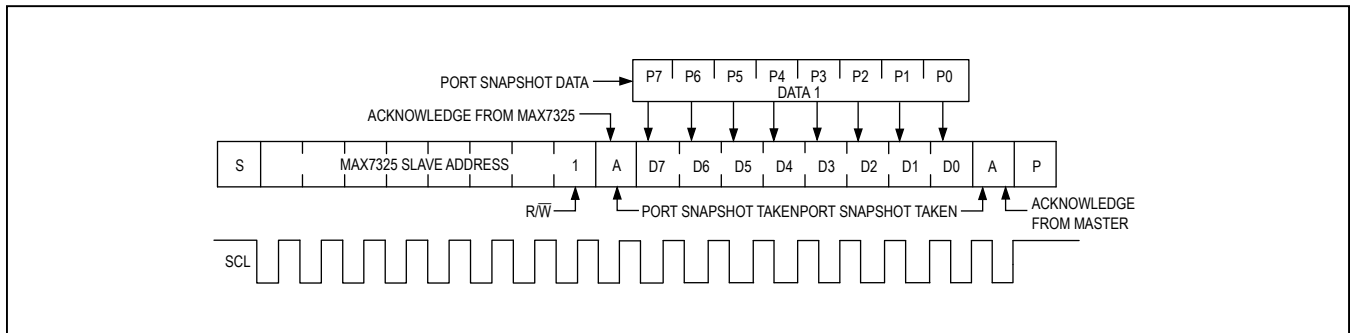 PORT SNAPSHOT DATA
P7 P6 P5 P4 P3 P2 P1 P0
DATA 1
ACKNOWLEDGE FROM MAX7325
S MAX7325 SLAVE ADDRESS 1 A D7 D6 D5 D4 D3 D2 D1 D0 A P
R/W̅ PORT SNAPSHOT TAKENPORT SNAPSHOT TAKEN ACKNOWLEDGE
FROM MASTER
SCL